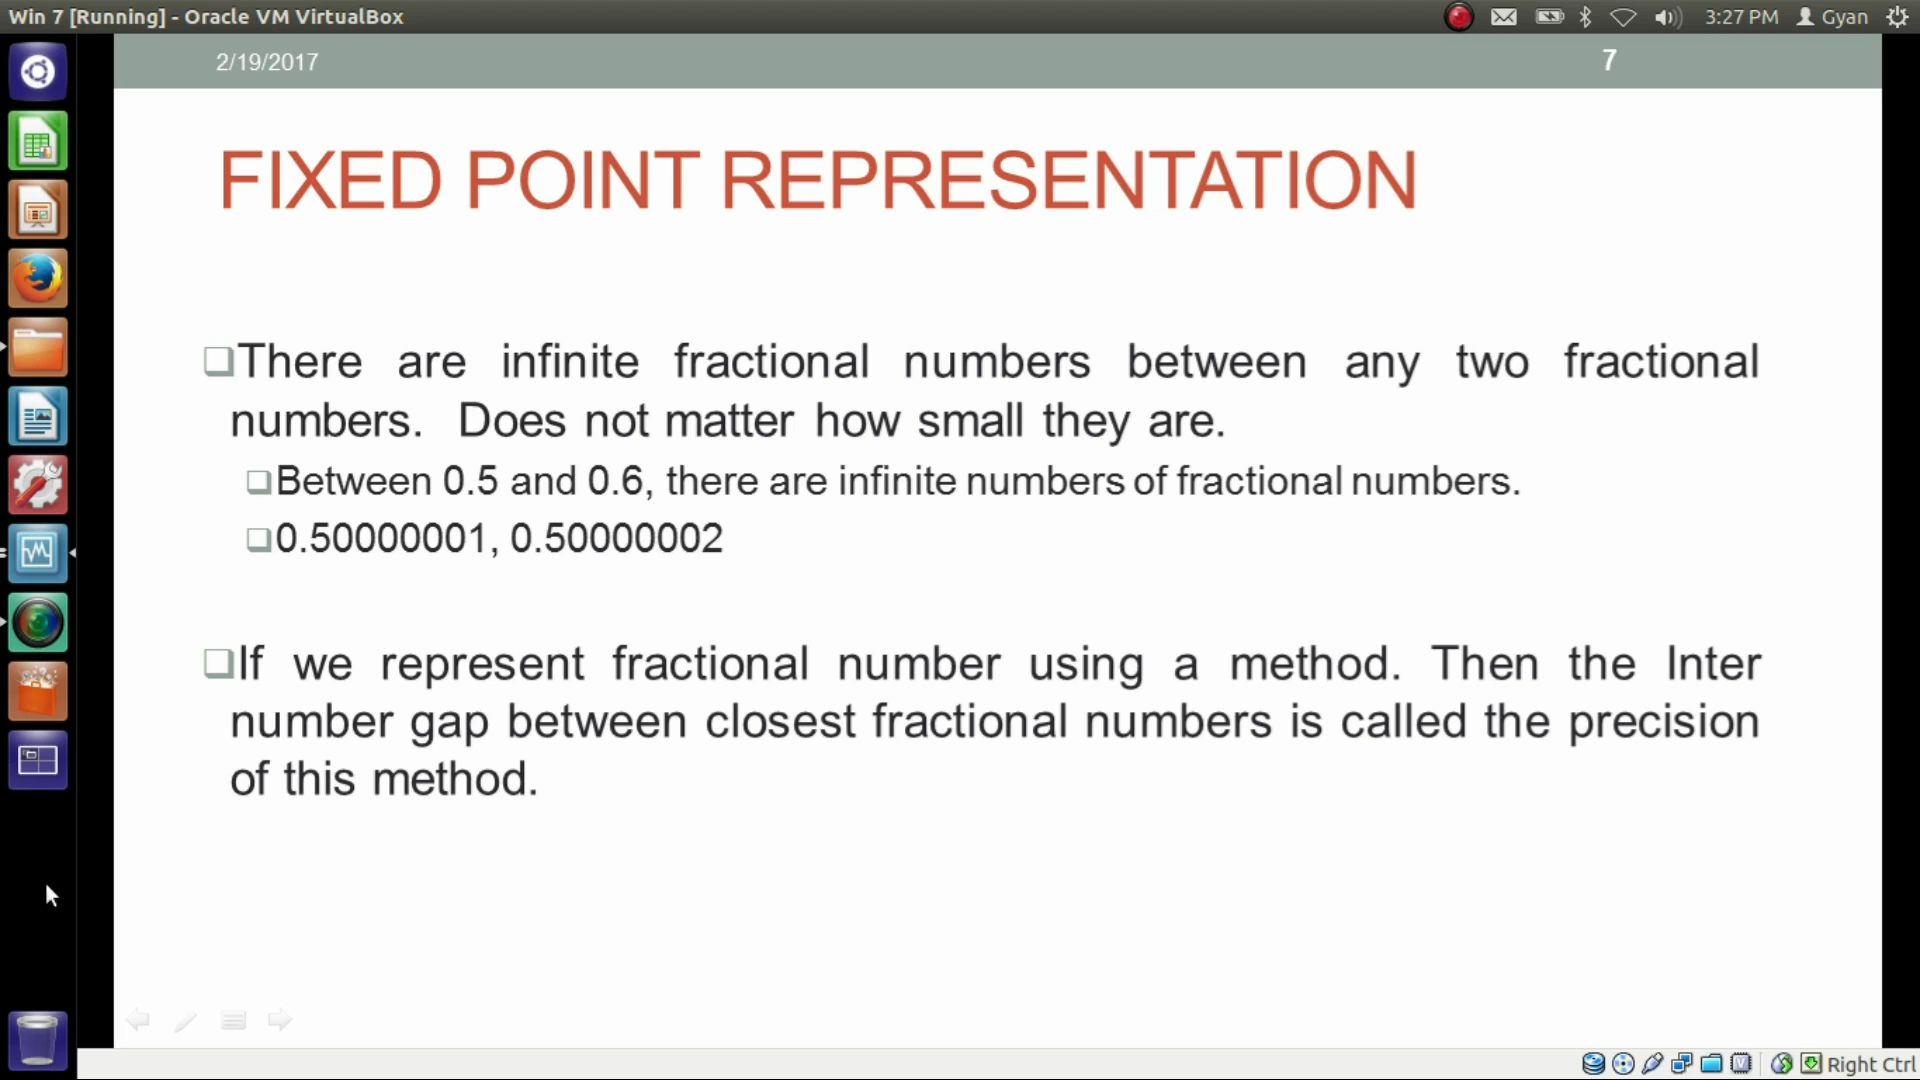 Win 7 [Running] - Oracle VM VirtualBox
3:27 PM Gyan
2/19/2017
7
FIXED POINT REPRESENTATION
There are infinite fractional numbers between any two fractional
numbers. Does not matter how small they are.
Between 0.5 and 0.6, there are infinite numbers of fractional numbers.
0.50000001, 0.50000002
If we represent fractional number using a method. Then the Inter
number gap between closest fractional numbers is called the precision
of this method.
Right Ctrl